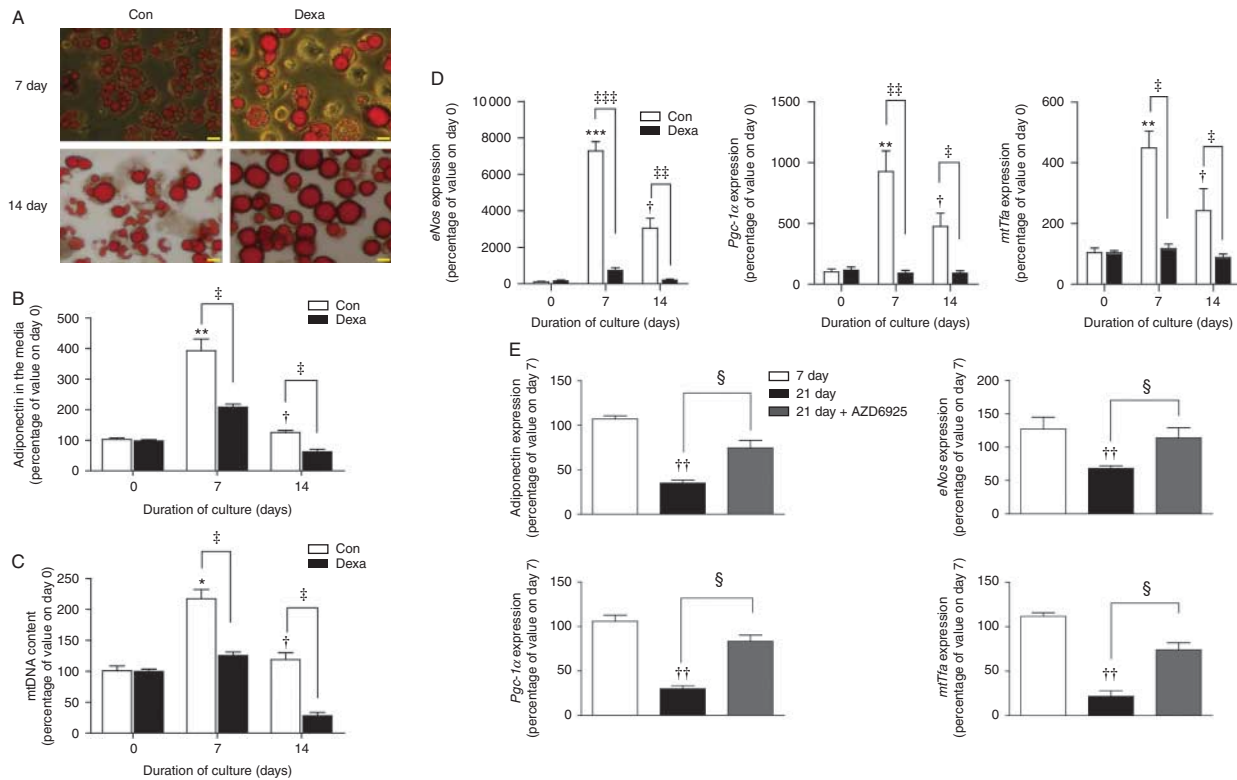 A
Con
Dexa
7 day
14 day
B
Adiponectin in the media
(percentage of value on day 0)
500
400
300
200
100
0
**
‡
†
‡
Con
Dexa
0
7
14
Duration of culture (days)
C
mtDNA content
(percentage of value on day 0)
250
200
150
100
50
0
*
‡
†
‡
Con
Dexa
0
7
14
Duration of culture (days)
D
eNos expression
(percentage of value on day 0)
10 000
8000
6000
4000
2000
0
***
‡‡‡
†
‡‡
Con
Dexa
0
7
14
Duration of culture (days)
Pgc-1α expression
(percentage of value on day 0)
1500
1000
500
0
**
‡‡
†
‡
0
7
14
Duration of culture (days)
mtTfa expression
(percentage of value on day 0)
600
400
200
0
**
‡
†
‡
0
7
14
Duration of culture (days)
E
Adiponectin expression
(percentage of value on day 7)
150
100
50
0
††
§
7 day
21 day
21 day + AZD6925
eNos expression
(percentage of value on day 7)
200
150
100
50
0
††
§
Pgc-1α expression
(percentage of value on day 7)
150
100
50
0
††
§
mtTfa expression
(percentage of value on day 7)
150
100
50
0
††
§